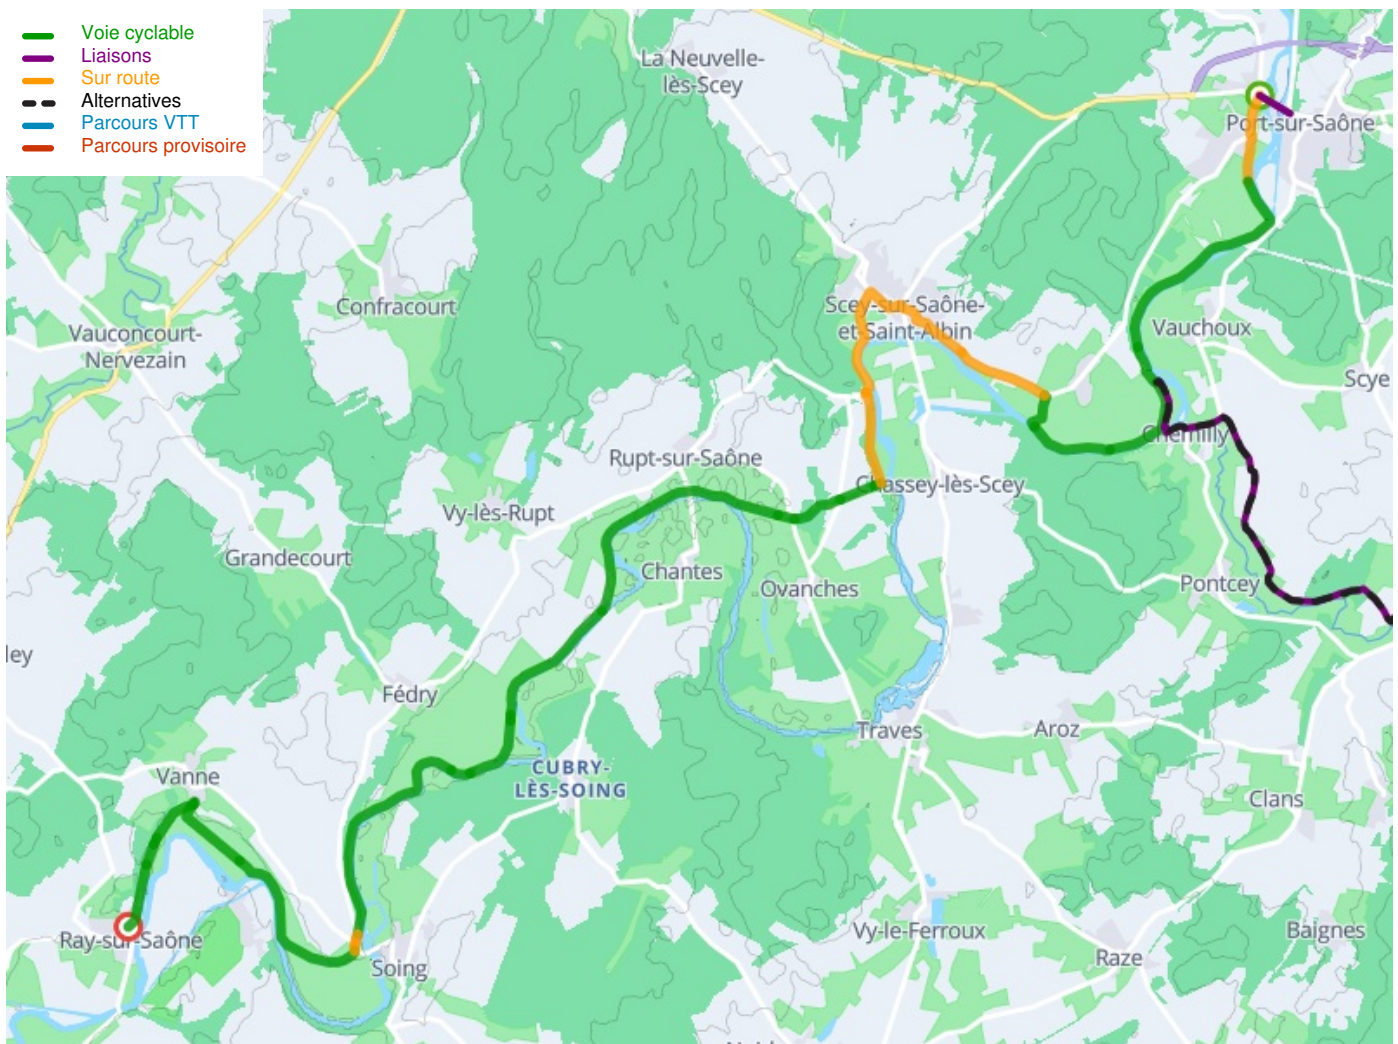 Voie cyclable
Liaisons
Sur route
Alternatives
Parcours VTT
Parcours provisoire
La Neuvelle-
lès-Scey
Port-sur-Saône
Confracourt
Scey-sur-Saône-
et-Saint-Albin
Vauconcourt-
Nervezain
Vauchoux
Scye
Chemilly
Rupt-sur-Saône
Chassey-lès-Scey
Vy-lès-Rupt
Grandecourt
Chantes
Ovanches
Pontcey
ley
Fédry
Traves
Aroz
Vanne
CUBRY-
LÈS-SOING
Clans
Ray-sur-Saône
Soing
Vy-le-Ferroux
Raze
Baignes